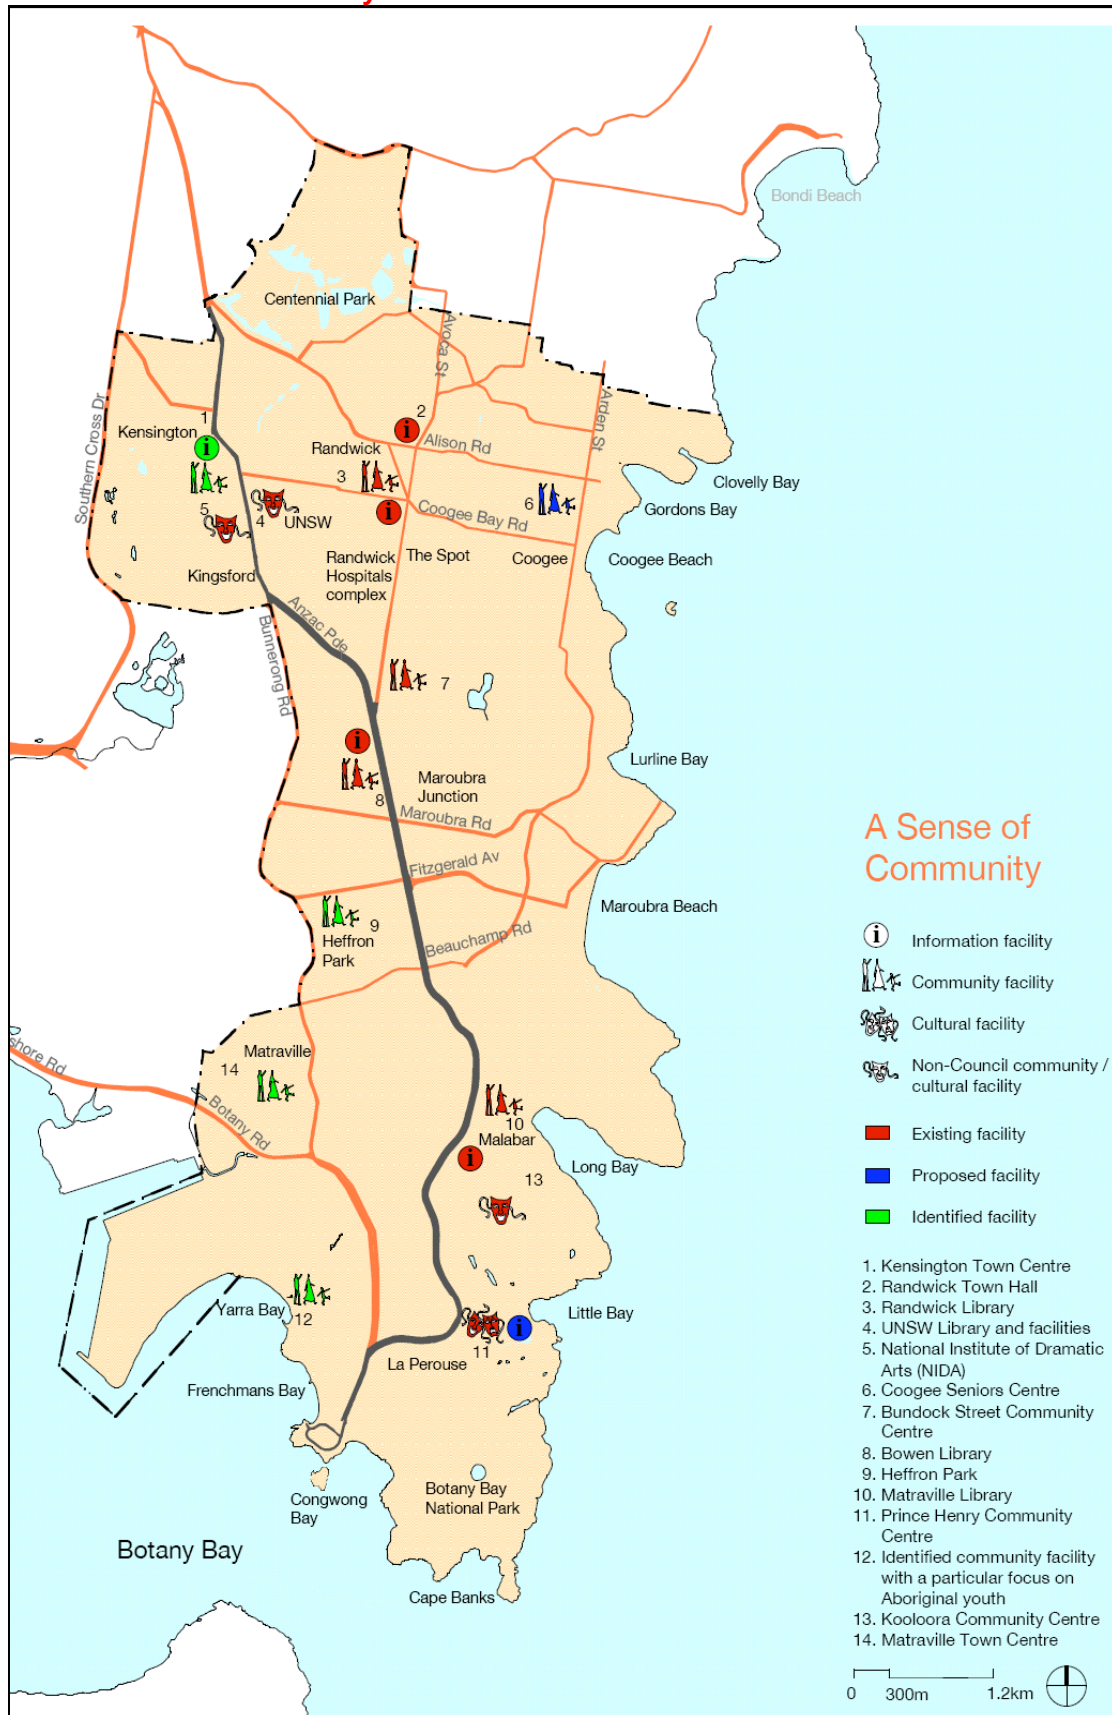 Bondi Beach
Centennial Park
Avoca St
Arden St
Southern Cross Dr
1
Kensington
i
2
i
Randwick
Alison Rd
3
Clovelly Bay
6
Gordons Bay
5
4
UNSW
i
Coogee Bay Rd
Randwick
Hospitals
complex
The Spot
Coogee
Coogee Beach
Kingsford
Anzac Pde
Bunnerong Rd
7
i
Lurline Bay
Maroubra
Junction
8
Maroubra Rd
Fitzgerald Av
Maroubra Beach
9
Heffron
Park
Beauchamp Rd
shore Rd
Matraville
14
Botany Rd
10
Malabar
i
Long Bay
13
Yarra Bay
12
Little Bay
i
11
La Perouse
Frenchmans Bay
Congwong
Bay
Botany Bay
National Park
Botany Bay
Cape Banks
A Sense of
Community
i Information facility
Community facility
Cultural facility
Non-Council community /
cultural facility
Existing facility
Proposed facility
Identified facility
1. Kensington Town Centre
2. Randwick Town Hall
3. Randwick Library
4. UNSW Library and facilities
5. National Institute of Dramatic
Arts (NIDA)
6. Coogee Seniors Centre
7. Bundock Street Community
Centre
8. Bowen Library
9. Heffron Park
10. Matraville Library
11. Prince Henry Community
Centre
12. Identified community facility
with a particular focus on
Aboriginal youth
13. Kooloora Community Centre
14. Matraville Town Centre
0 300m 1.2km